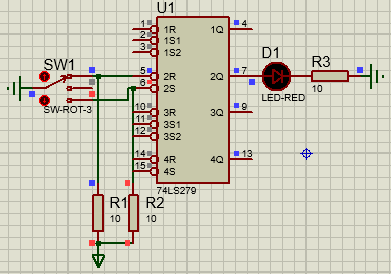 U1
1 1R 1Q 4
2 1S1
3 1S2
5 2R 2Q 7
6 2S
10 3R 3Q 9
11 3S1
12 3S2
14 4R 4Q 13
15 4S
74LS279
SW1
SW-ROT-3
D1
LED-RED
R3
10
R1
10
R2
10